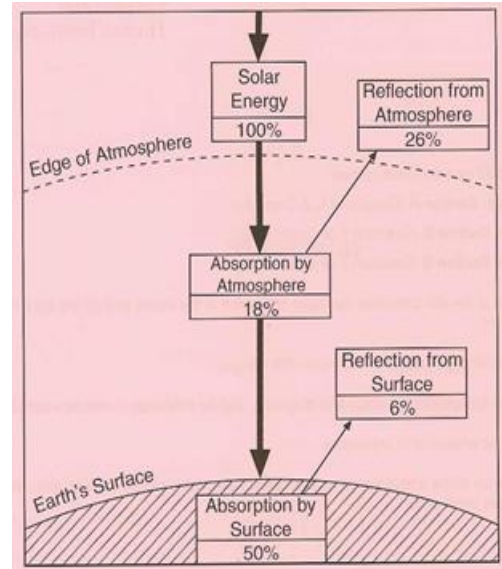 Solar
Energy
100%
Reflection from
Atmosphere
26%
Edge of Atmosphere
Absorption by
Atmosphere
18%
Reflection from
Surface
6%
Earth's Surface
Absorption by
Surface
50%